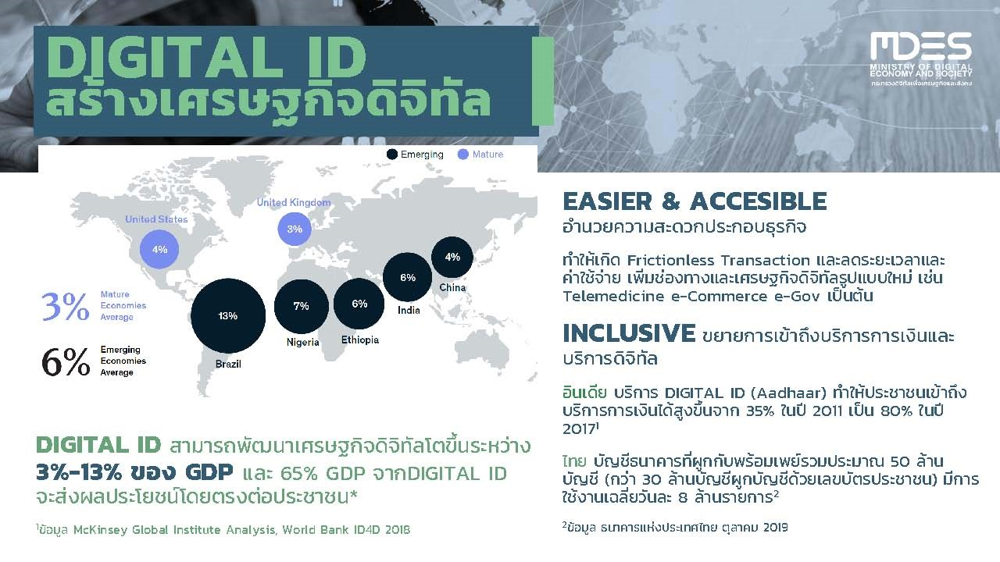 DIGITAL ID
สร้างเศรษฐกิจดิจิทัล
MDES
MINISTRY OF DIGITAL
ECONOMY AND SOCIETY
กระทรวงดิจิทัลเพื่อเศรษฐกิจและสังคม
Emerging
Mature
United States
4%
United Kingdom
3%
13%
Brazil
7%
Nigeria
6%
Ethiopia
6%
India
4%
China
3%
Mature
Economies
Average
6%
Emerging
Economies
Average
DIGITAL ID สามารถพัฒนาเศรษฐกิจดิจิทัลโตขึ้นระหว่าง
3%-13% ของ GDP และ 65% GDP จากDIGITAL ID
จะส่งผลประโยชน์โดยตรงต่อประชาชน*
¹ข้อมูล McKinsey Global Institute Analysis, World Bank ID4D 2018
EASIER & ACCESIBLE
อำนวยความสะดวกประกอบธุรกิจ
ทำให้เกิด Frictionless Transaction และลดระยะเวลาและ
ค่าใช้จ่าย เพิ่มช่องทางและเศรษฐกิจดิจิทัลรูปแบบใหม่ เช่น
Telemedicine e-Commerce e-Gov เป็นต้น
INCLUSIVE ขยายการเข้าถึงบริการการเงินและ
บริการดิจิทัล
อินเดีย บริการ DIGITAL ID (Aadhaar) ทำให้ประชาชนเข้าถึง
บริการการเงินได้สูงขึ้นจาก 35% ในปี 2011 เป็น 80% ในปี
2017¹
ไทย บัญชีธนาคารที่ผูกกับพร้อมเพย์รวมประมาณ 50 ล้าน
บัญชี (กว่า 30 ล้านบัญชีผูกบัญชีด้วยเลขบัตรประชาชน) มีการ
ใช้งานเฉลี่ยวันละ 8 ล้านรายการ²
²ข้อมูล ธนาคารแห่งประเทศไทย ตุลาคม 2019